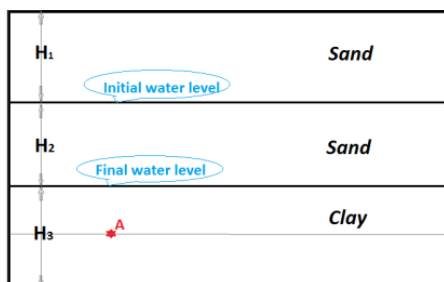 H₁
Sand
Initial water level
H₂
Sand
Final water level
A
Clay
H₃